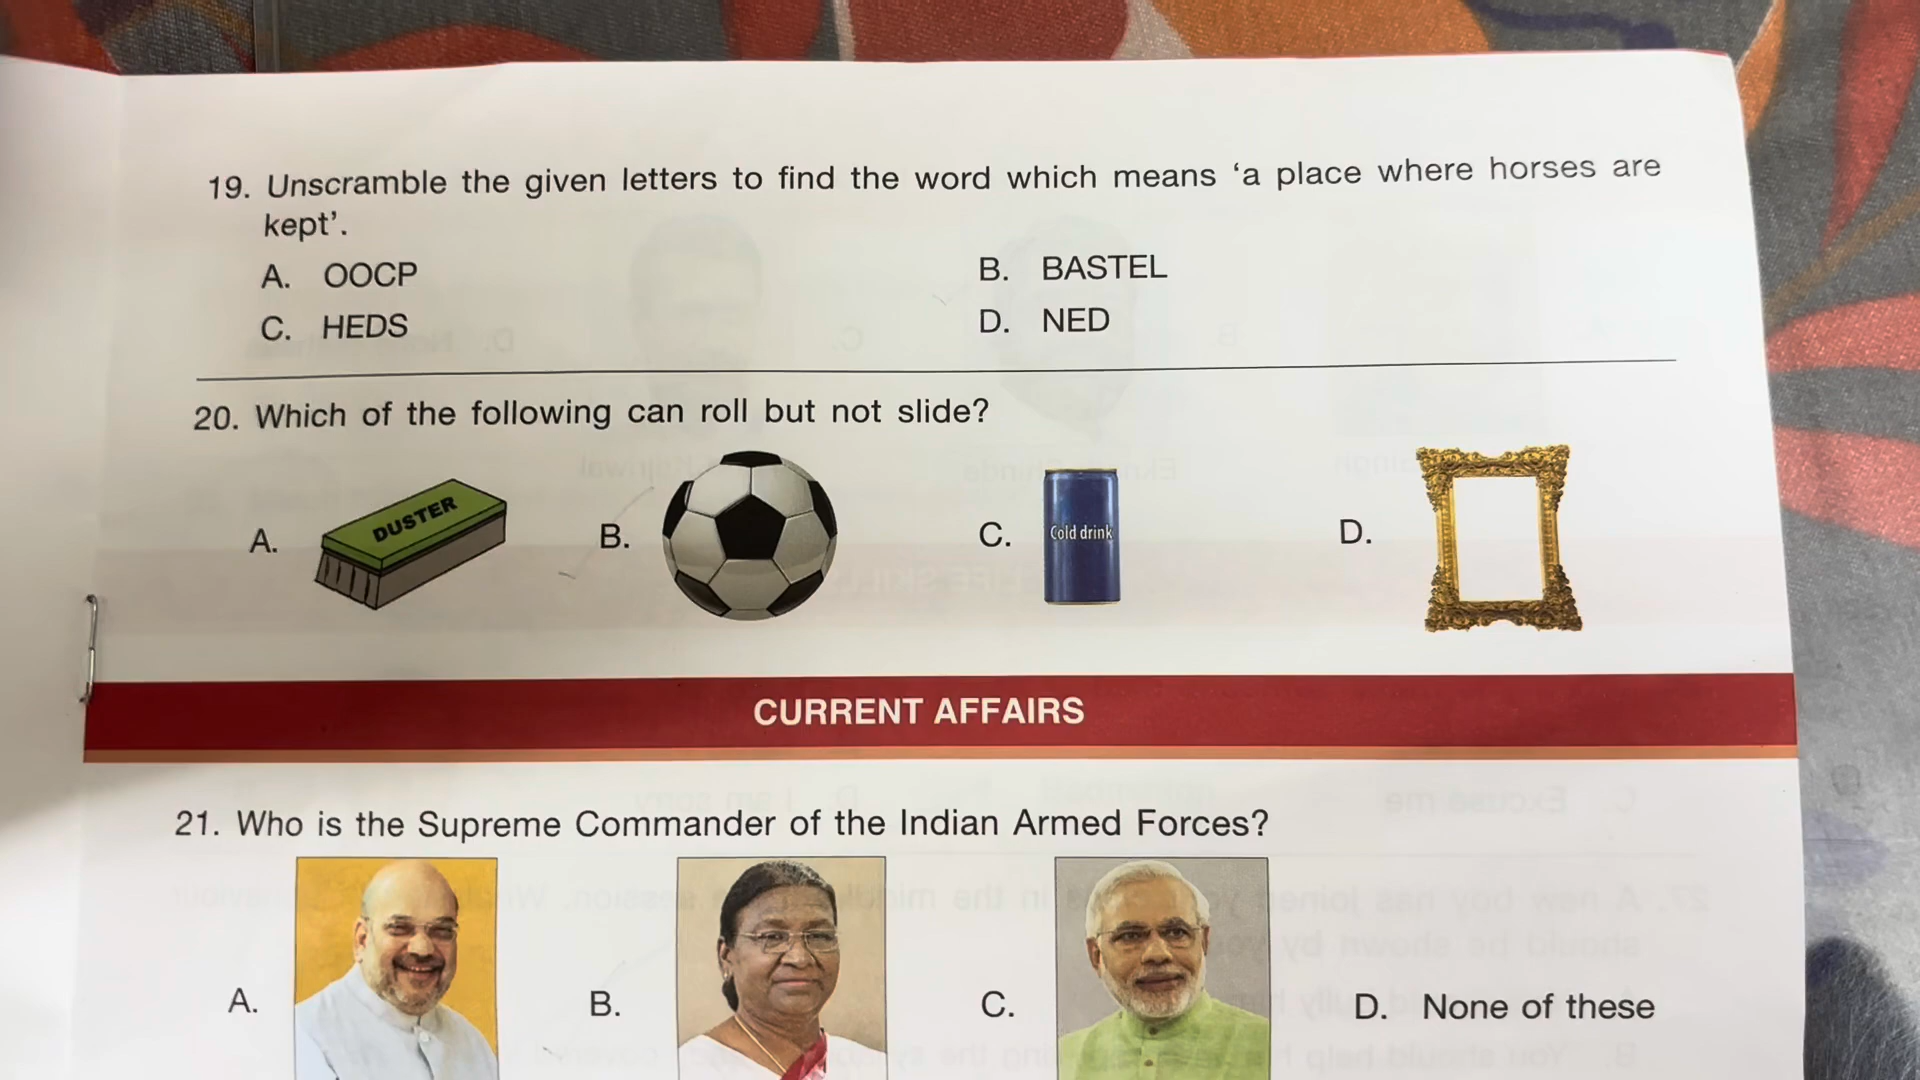 19. Unscramble the given letters to find the word which means ‘a place where horses are
kept’.
A. OOCP
B. BASTEL
C. HEDS
D. NED
20. Which of the following can roll but not slide?
A. DUSTER
B.
C. Cold drink
D.
CURRENT AFFAIRS
21. Who is the Supreme Commander of the Indian Armed Forces?
A.
B.
C.
D. None of these